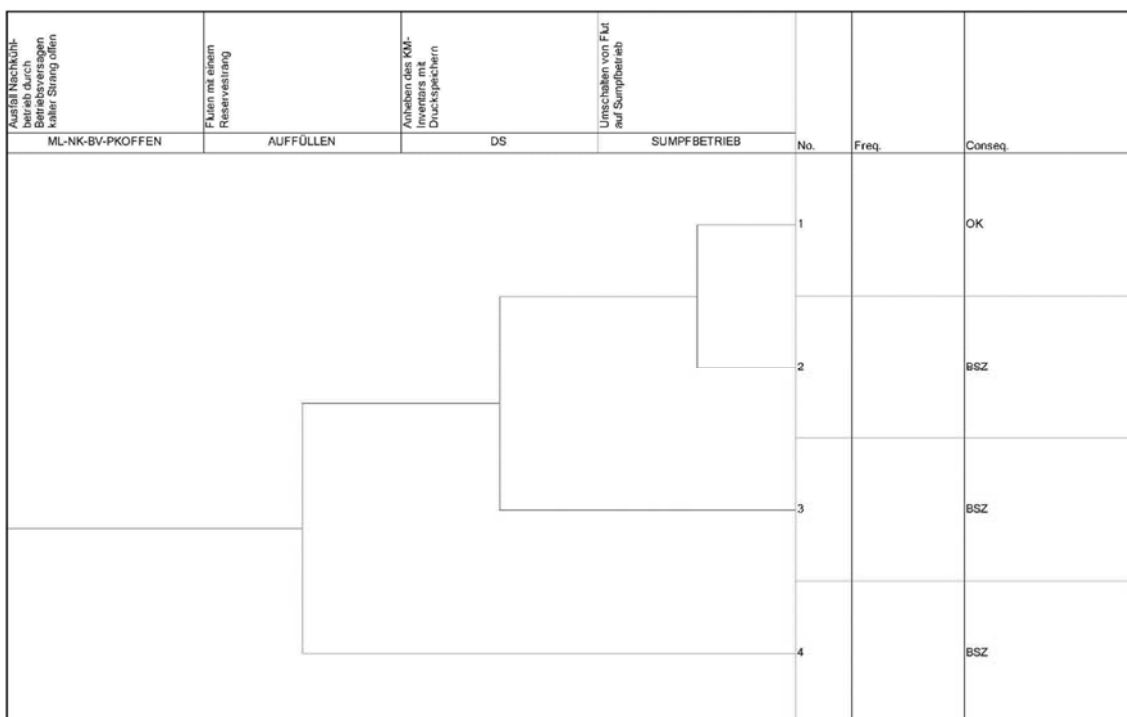 Ausfall Nachkühl-
betrieb durch
Betriebsversagen
kalter Strang offen
Fluten mit einem
Reservestrang
Anheben des KM-
Inventars mit
Druckspeichern
Umschalten von Flut
auf Sumpfbetrieb
ML-NK-BV-PKOFFEN
AUFFÜLLEN
DS
SUMPFBETRIEB
No.
Freq.
Conseq.
1
OK
2
BSZ
3
BSZ
4
BSZ